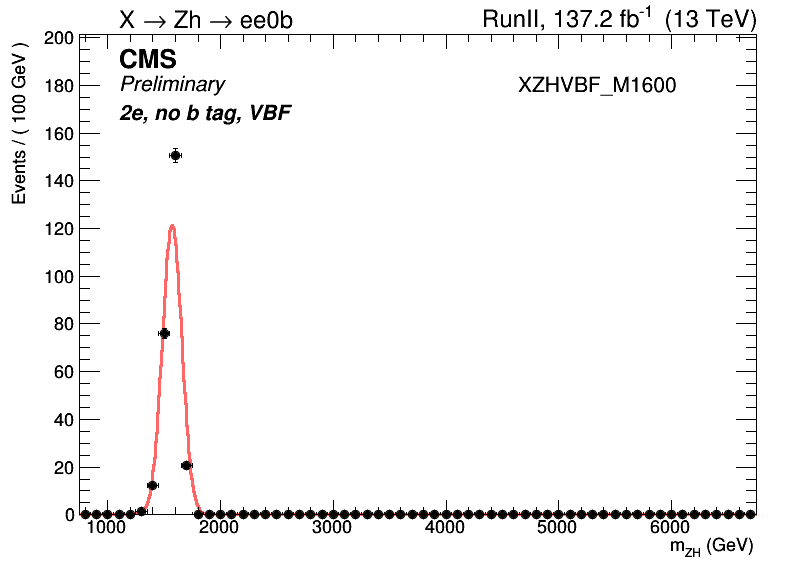 X → Zh → ee0b
RunII, 137.2 fb-1 (13 TeV)
CMS
Preliminary
2e, no b tag, VBF
XZHVBF_M1600
Events / ( 100 GeV )
200
180
160
140
120
100
80
60
40
20
0
1000 2000 3000 4000 5000 6000
mZH (GeV)